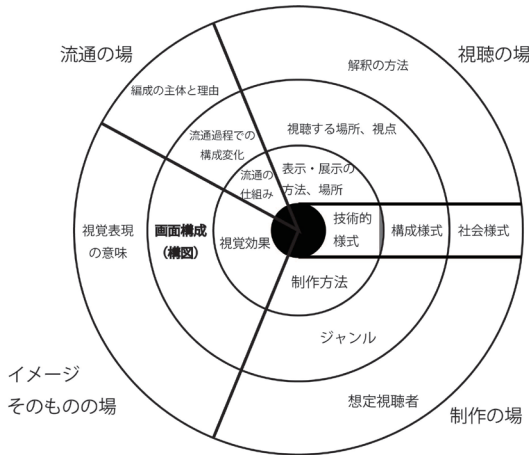 流通の場
視聴の場
解釈の方法
編成の主体と理由
視聴する場所、視点
流通過程での
構成変化
表示・展示の
方法、場所
流通の
仕組み
視覚表現
の意味
画面構成
（構図）
視覚効果
技術的
様式
構成様式
社会様式
制作方法
ジャンル
イメージ
そのものの場
想定視聴者
制作の場